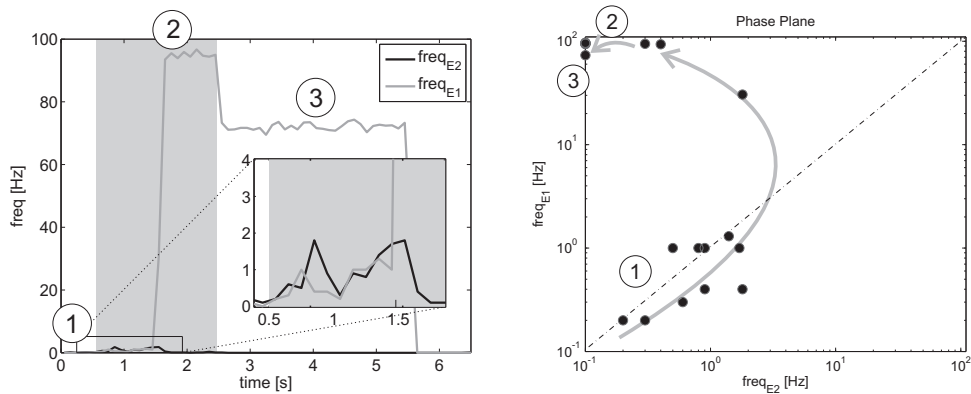 2
100
80
60
40
20
0
freq [Hz]
freq_E2
freq_E1
3
1
4
3
2
1
0
0.5
1
1.5
0 1 2 3 4 5 6
time [s]
Phase Plane
2
3
1
10^2
10^1
10^0
10^-1
freq_E1 [Hz]
10^-1 10^0 10^1 10^2
freq_E2 [Hz]